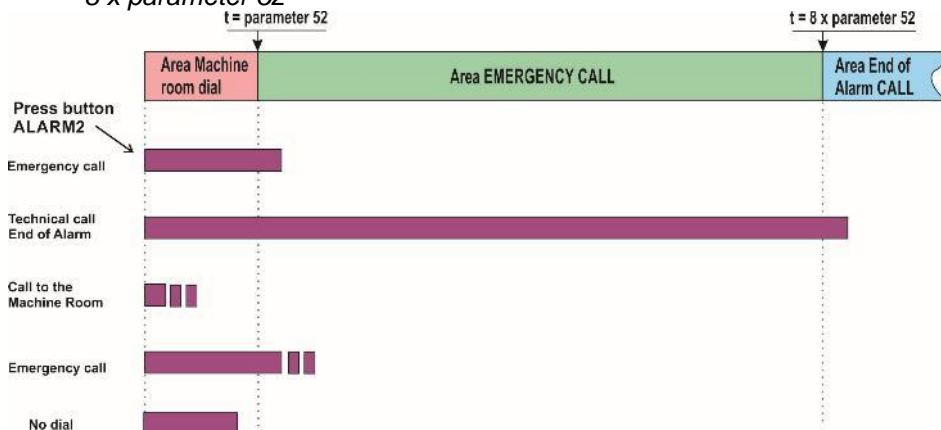 8 x parameter 52
t = parameter 52
t = 8 x parameter 52
Area Machine
room dial
Area EMERGENCY CALL
Area End of
Alarm CALL
Press button
ALARM2
Emergency call
Technical call
End of Alarm
Call to the
Machine Room
Emergency call
No dial